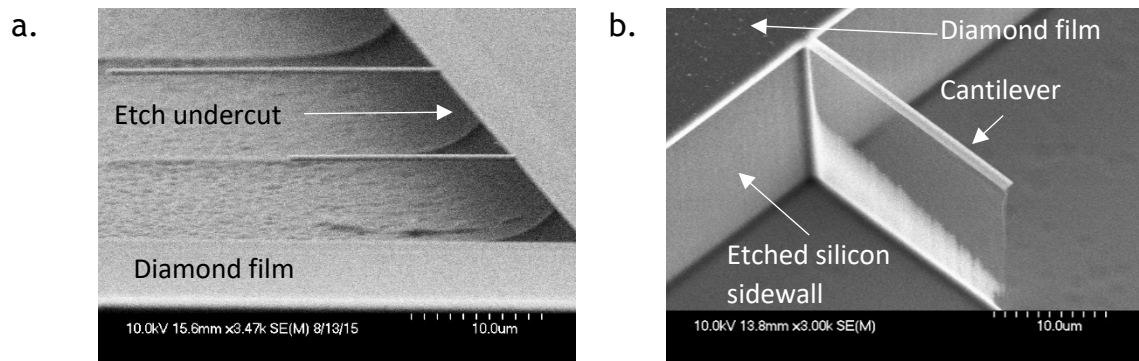 a.
Etch undercut
Diamond film
10.0kV 15.6mm x3.47k SE(M) 8/13/15
10.0um
b.
Diamond film
Cantilever
Etched silicon
sidewall
10.0kV 13.8mm x3.00k SE(M)
10.0um